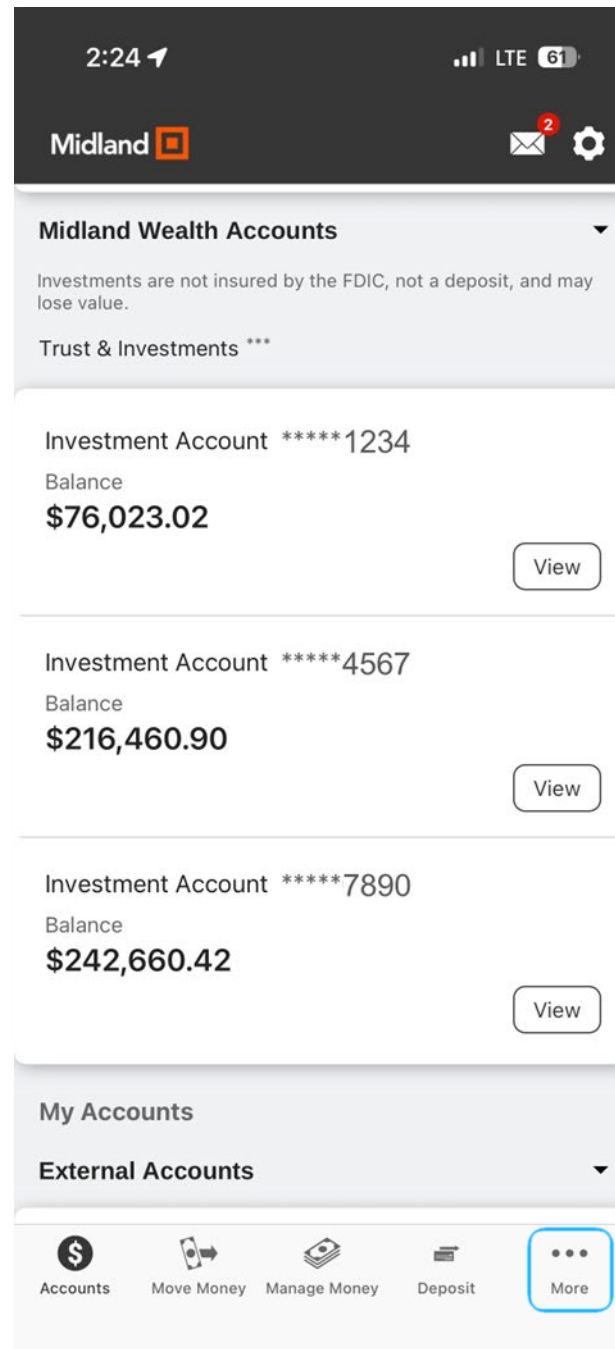 2:24 LTE 61
Midland 2
Midland Wealth Accounts
Investments are not insured by the FDIC, not a deposit, and may
lose value.
Trust & Investments ***
Investment Account *****1234
Balance
$76,023.02
View
Investment Account *****4567
Balance
$216,460.90
View
Investment Account *****7890
Balance
$242,660.42
View
My Accounts
External Accounts
Accounts Move Money Manage Money Deposit More